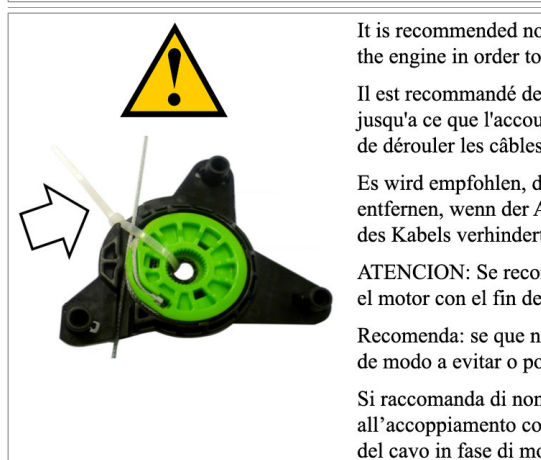 It is recommended
the engine in order to
Il est recommandé de
jusqu'a ce que l'accou
de dérouler les câbles
Es wird empfohlen, d
entfernen, wenn der A
des Kabels verhindert
ATENCION: Se reco
el motor con el fin de
Recomenda: se que n
de modo a evitar o po
Si raccomanda di non
all’accoppiamento co
del cavo in fase di mo